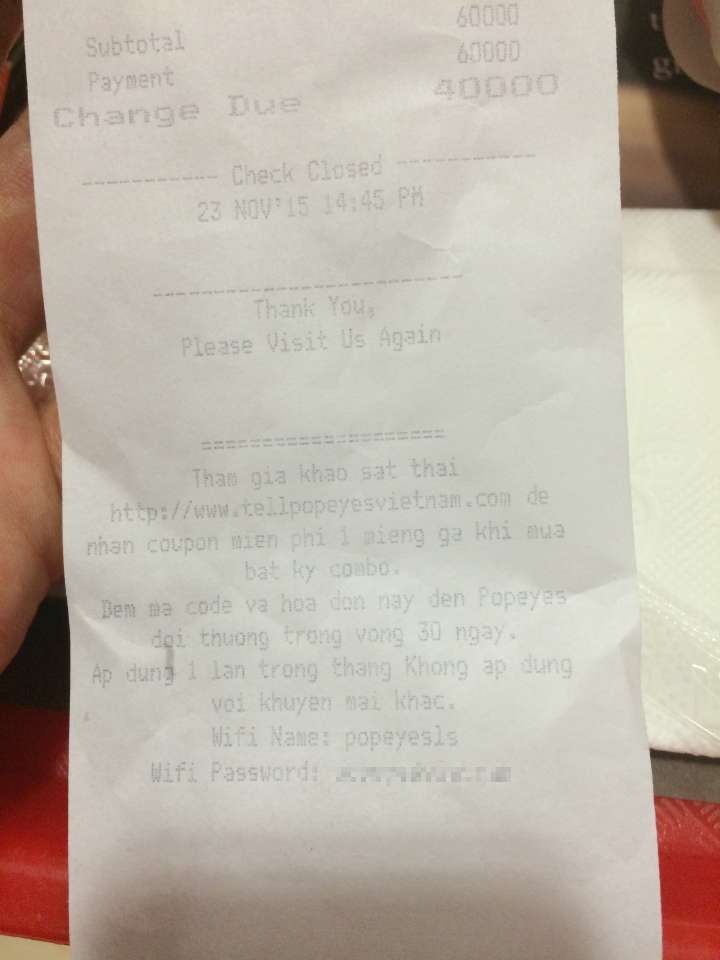 60000
Subtotal 60000
Payment
Change Due 40000
----------- Check Closed -----------
23 NOV'15 14:45 PM
------------------------
Thank You,
Please Visit Us Again
====================
Tham gia khao sat thai
http://www.tellpopeyesvietnam.com de
nhan coupon mien phi 1 mieng ga khi mua
bat ky combo.
Dem ma code va hoa don nay den Popeyes
doi thuong trong vong 30 ngay.
Ap dung 1 lan trong thang Khong ap dung
voi khuyen mai khac.
Wifi Name: popeyesls
Wifi Password: